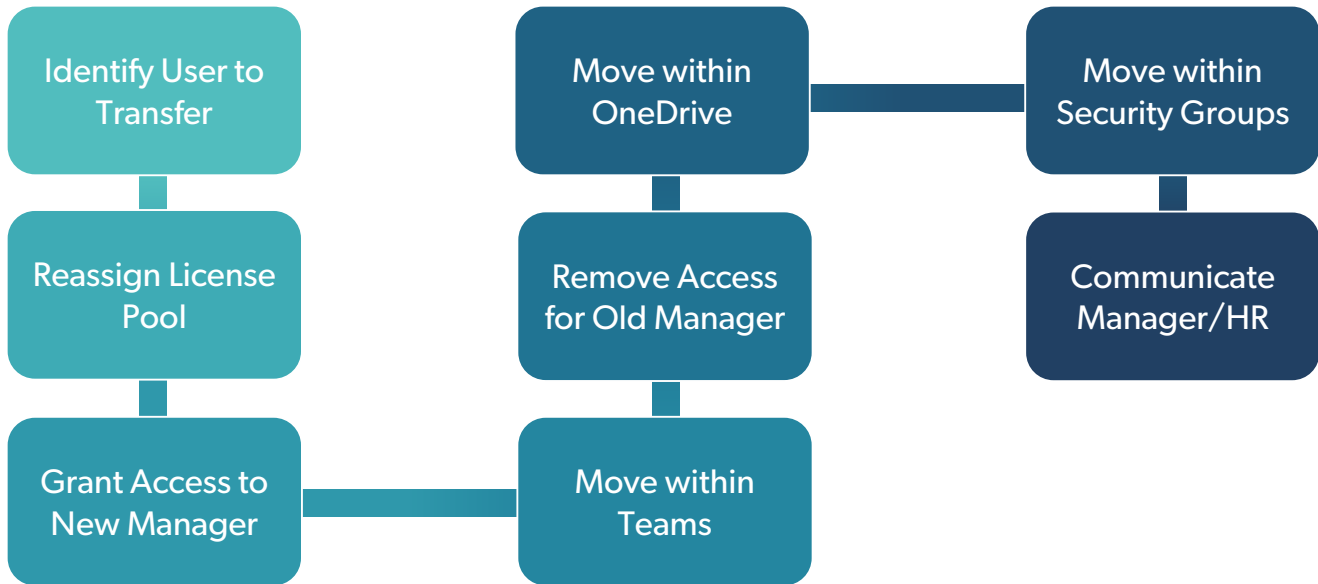 Identify User to
Transfer
Reassign License
Pool
Grant Access to
New Manager
Move within
Teams
Remove Access
for Old Manager
Move within
OneDrive
Move within
Security Groups
Communicate
Manager/HR